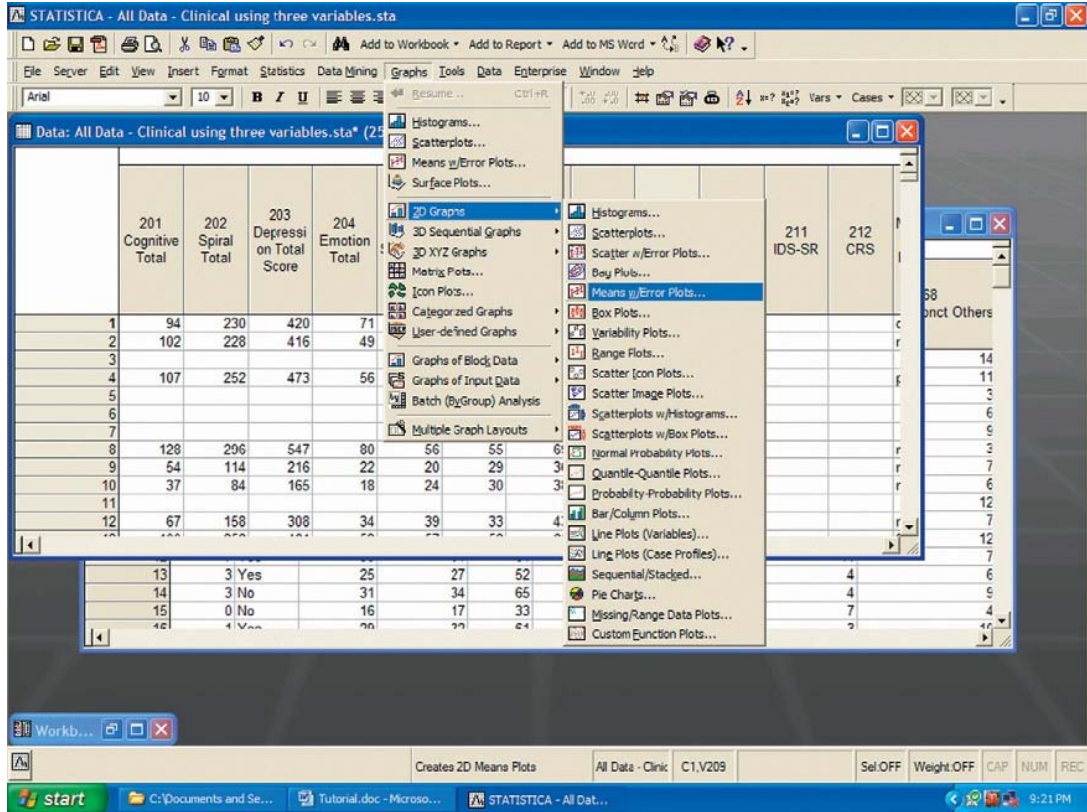 STATISTICA - All Data - Clinical using three variables.sta
Add to Workbook Add to Report Add to MS Word
File Server Edit View Insert Format Statistics Data Mining Graphs Tools Data Enterprise Window Help
Arial 10 B I U Vars Cases
Data: All Data - Clinical using three variables.sta* (25
201 Cognitive Total
202 Spiral Total
203 Depressi on Total Score
204 Emotion Total
211 IDS-SR
212 CRS
1 94 230 420 71
2 102 228 416 49
3
4 107 252 473 56
5
6
7
8 128 296 547 80 56 55
9 54 114 216 22 20 29
10 37 84 165 18 24 30
11
12 67 158 308 34 39 33
Resume... Ctrl+R
Histograms...
Scatterplots...
Means w/Error Plots...
Surface Plots...
2D Graphs
3D Sequential Graphs
3D XYZ Graphs
Matrix Plots...
Icon Plots...
Categorized Graphs
User-defined Graphs
Graphs of Block Data
Graphs of Input Data
Batch (ByGroup) Analysis
Multiple Graph Layouts
Histograms...
Scatterplots...
Scatter w/Error Plots...
Bag Plots...
Means w/Error Plots...
Box Plots...
Variability Plots...
Range Plots...
Scatter Icon Plots...
Scatter Image Plots...
Scatterplots w/Histograms...
Scatterplots w/Box Plots...
Normal Probability Plots...
Quantile-Quantile Plots...
Probability-Probability Plots...
Bar/Column Plots...
Line Plots (Variables)...
Line Plots (Case Profiles)...
Sequential/Stacked...
Pie Charts...
Missing/Range Data Plots...
Custom Function Plots...
68
onct Others
14
11
3
6
9
3
7
6
12
7
12
7
13 3 Yes 25 27 52 4 6
14 3 No 31 34 65 4 9
15 0 No 16 17 33 7 4
Workb...
Creates 2D Means Plots All Data - Clinic C1,V209 Sel:OFF Weight:OFF CAP NUM REC
start C:\Documents and Se... Tutorial.doc - Microso... STATISTICA - All Dat... 9:21 PM